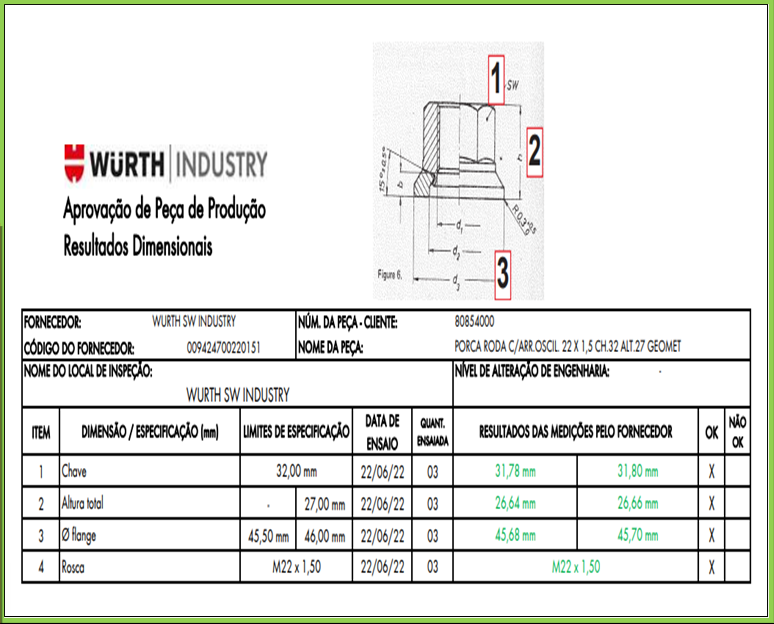 1
SW
2
h
15°±0,5°
b
d1
d2
d3
R 0,3
3
Figure 6.
WÜRTH INDUSTRY
Aprovação de Peça de Produção
Resultados Dimensionais
FORNECEDOR: WURTH SW INDUSTRY NÚM. DA PEÇA - CLIENTE: 80854000
CÓDIGO DO FORNECEDOR: 009424700220151 NOME DA PEÇA: PORCA RODA C/ARR.OSCIL. 22 X 1,5 CH.32 ALT.27 GEOMET
NOME DO LOCAL DE INSPEÇÃO: NÍVEL DE ALTERAÇÃO DE ENGENHARIA: -
WURTH SW INDUSTRY
ITEM DIMENSÃO / ESPECIFICAÇÃO (mm) LIMITES DE ESPECIFICAÇÃO DATA DE ENSAIO QUANT. ENSAIADA RESULTADOS DAS MEDIÇÕES PELO FORNECEDOR OK NÃO OK
1 Chave 32,00 mm 22/06/22 03 31,78 mm 31,80 mm X
2 Altura total - 27,00 mm 22/06/22 03 26,64 mm 26,66 mm X
3 Ø flange 45,50 mm 46,00 mm 22/06/22 03 45,68 mm 45,70 mm X
4 Rosca M22 x 1,50 22/06/22 03 M22 x 1,50 X